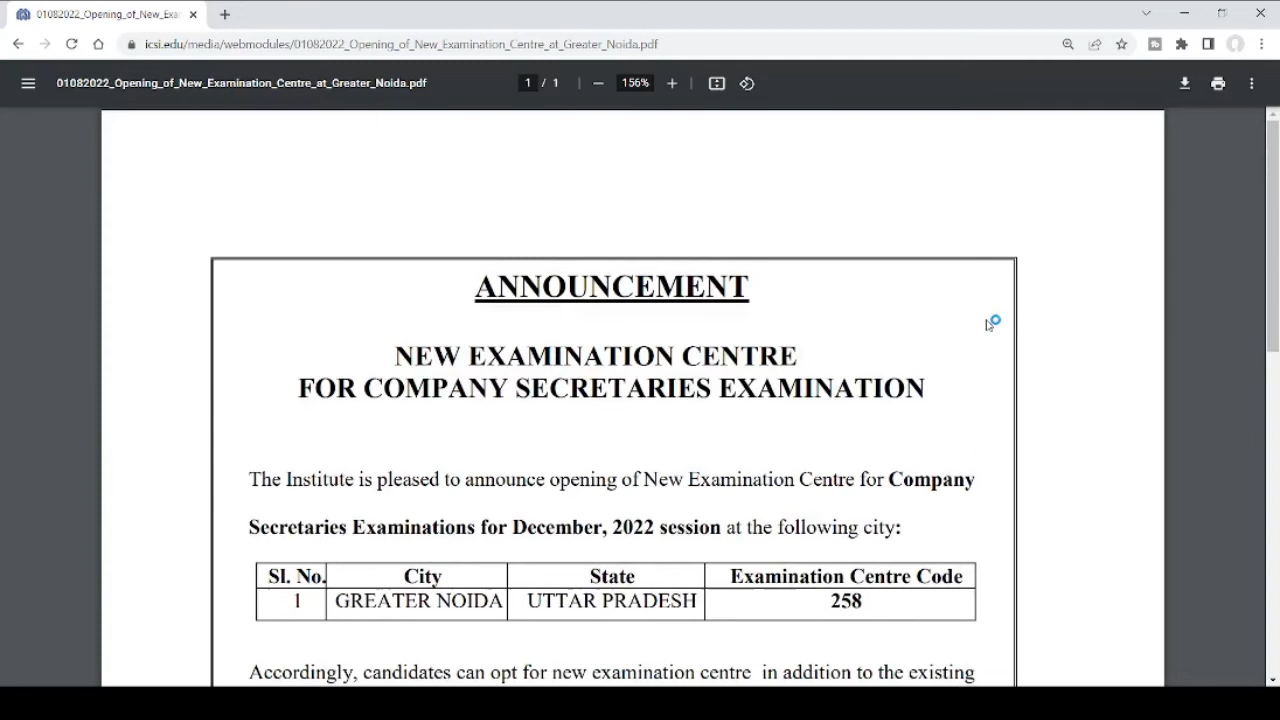 01082022_Opening_of_New_Exa
icsi.edu/media/webmodules/01082022_Opening_of_New_Examination_Centre_at_Greater_Noida.pdf
01082022_Opening_of_New_Examination_Centre_at_Greater_Noida.pdf 1 / 1 156%
ANNOUNCEMENT
NEW EXAMINATION CENTRE
FOR COMPANY SECRETARIES EXAMINATION
The Institute is pleased to announce opening of New Examination Centre for Company
Secretaries Examinations for December, 2022 session at the following city:
Sl. No. City State Examination Centre Code
1 GREATER NOIDA UTTAR PRADESH 258
Accordingly, candidates can opt for new examination centre in addition to the existing